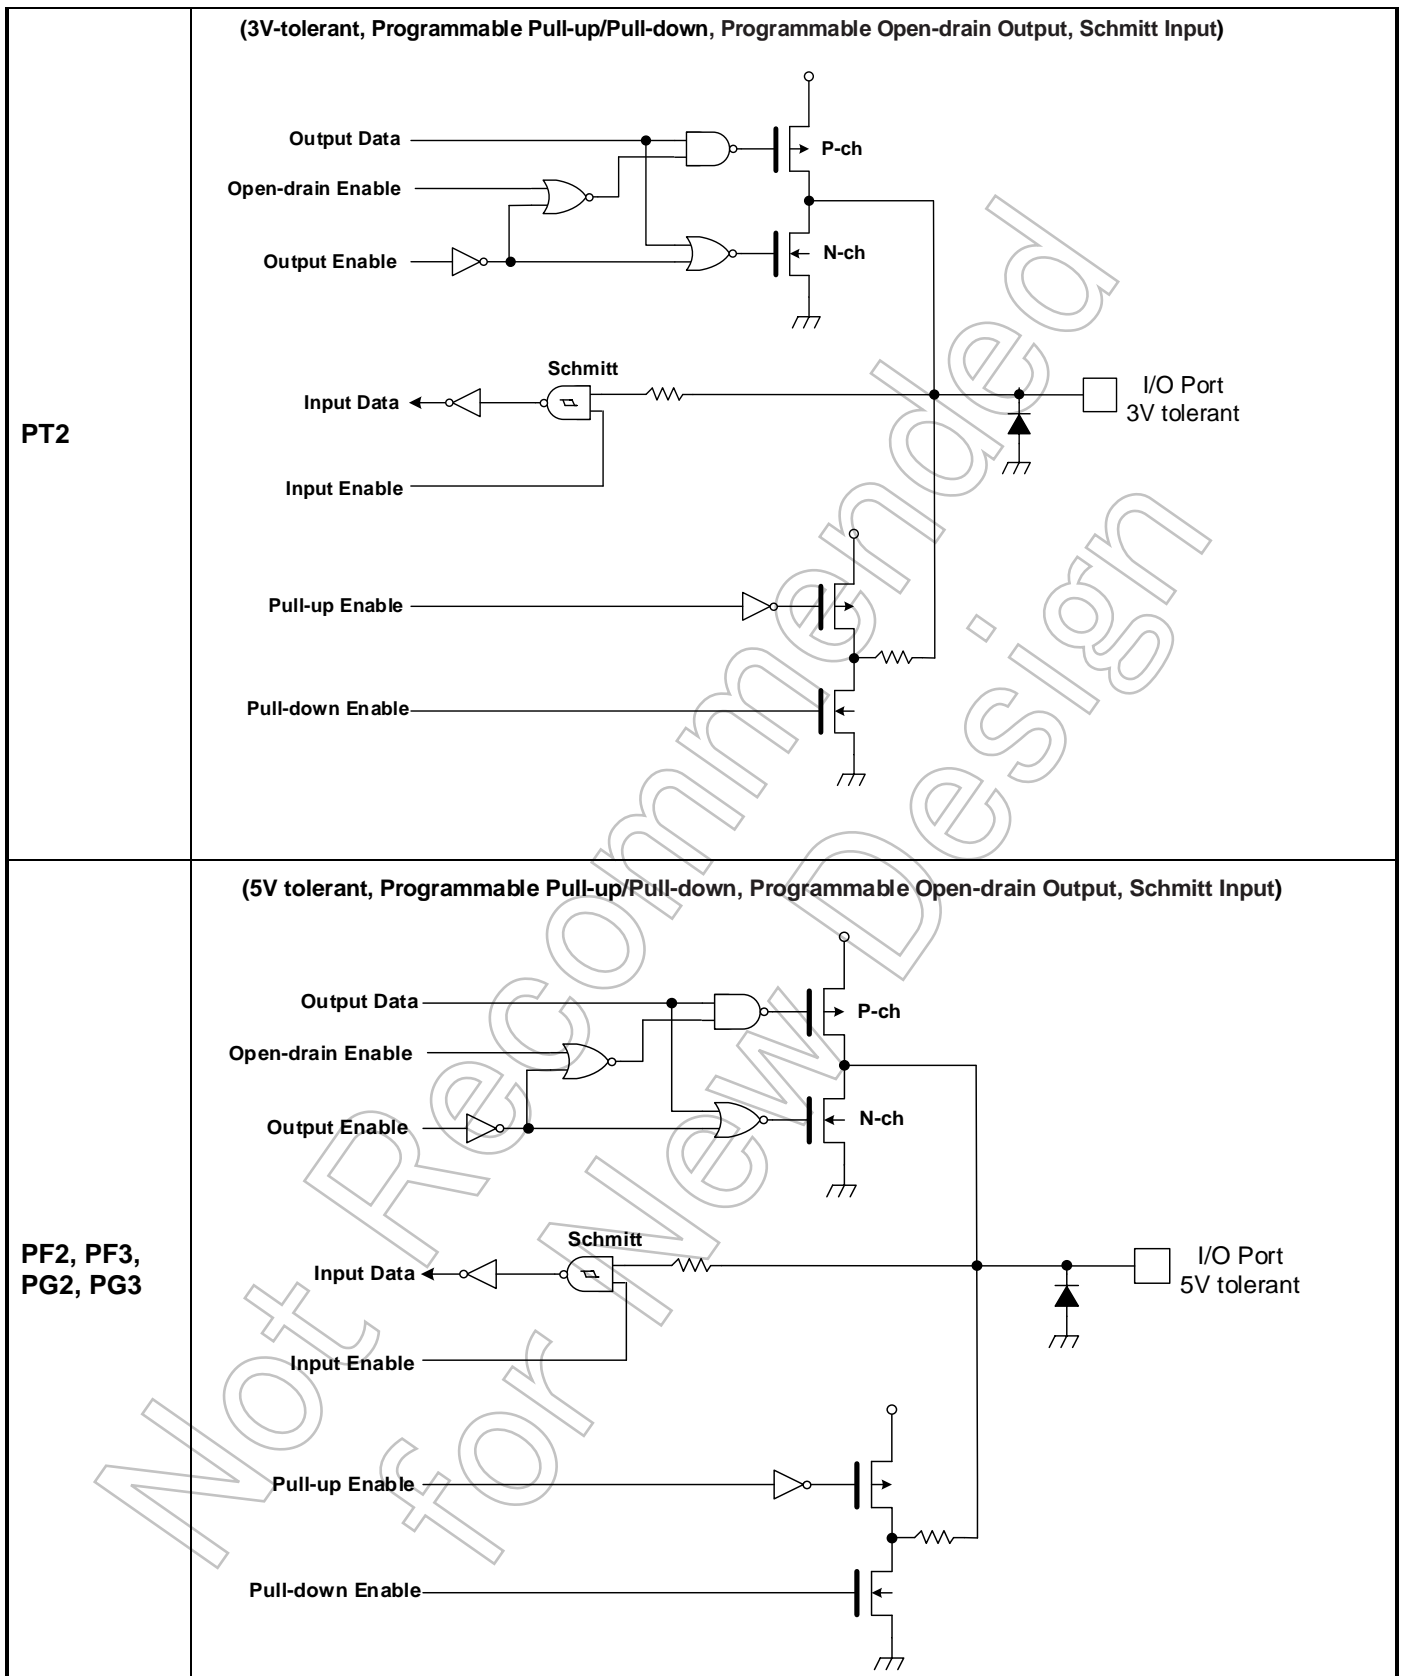 (3V-tolerant, Programmable Pull-up/Pull-down, Programmable Open-drain Output, Schmitt Input)
Output Data
P-ch
Open-drain Enable
Output Enable
N-ch
Schmitt
Input Data
I/O Port
3V tolerant
PT2
Input Enable
Pull-up Enable
Pull-down Enable
(5V tolerant, Programmable Pull-up/Pull-down, Programmable Open-drain Output, Schmitt Input)
Output Data
P-ch
Open-drain Enable
Output Enable
N-ch
Schmitt
PF2, PF3,
PG2, PG3
Input Data
I/O Port
5V tolerant
Input Enable
Pull-up Enable
Pull-down Enable
Not Recommended
for New Design